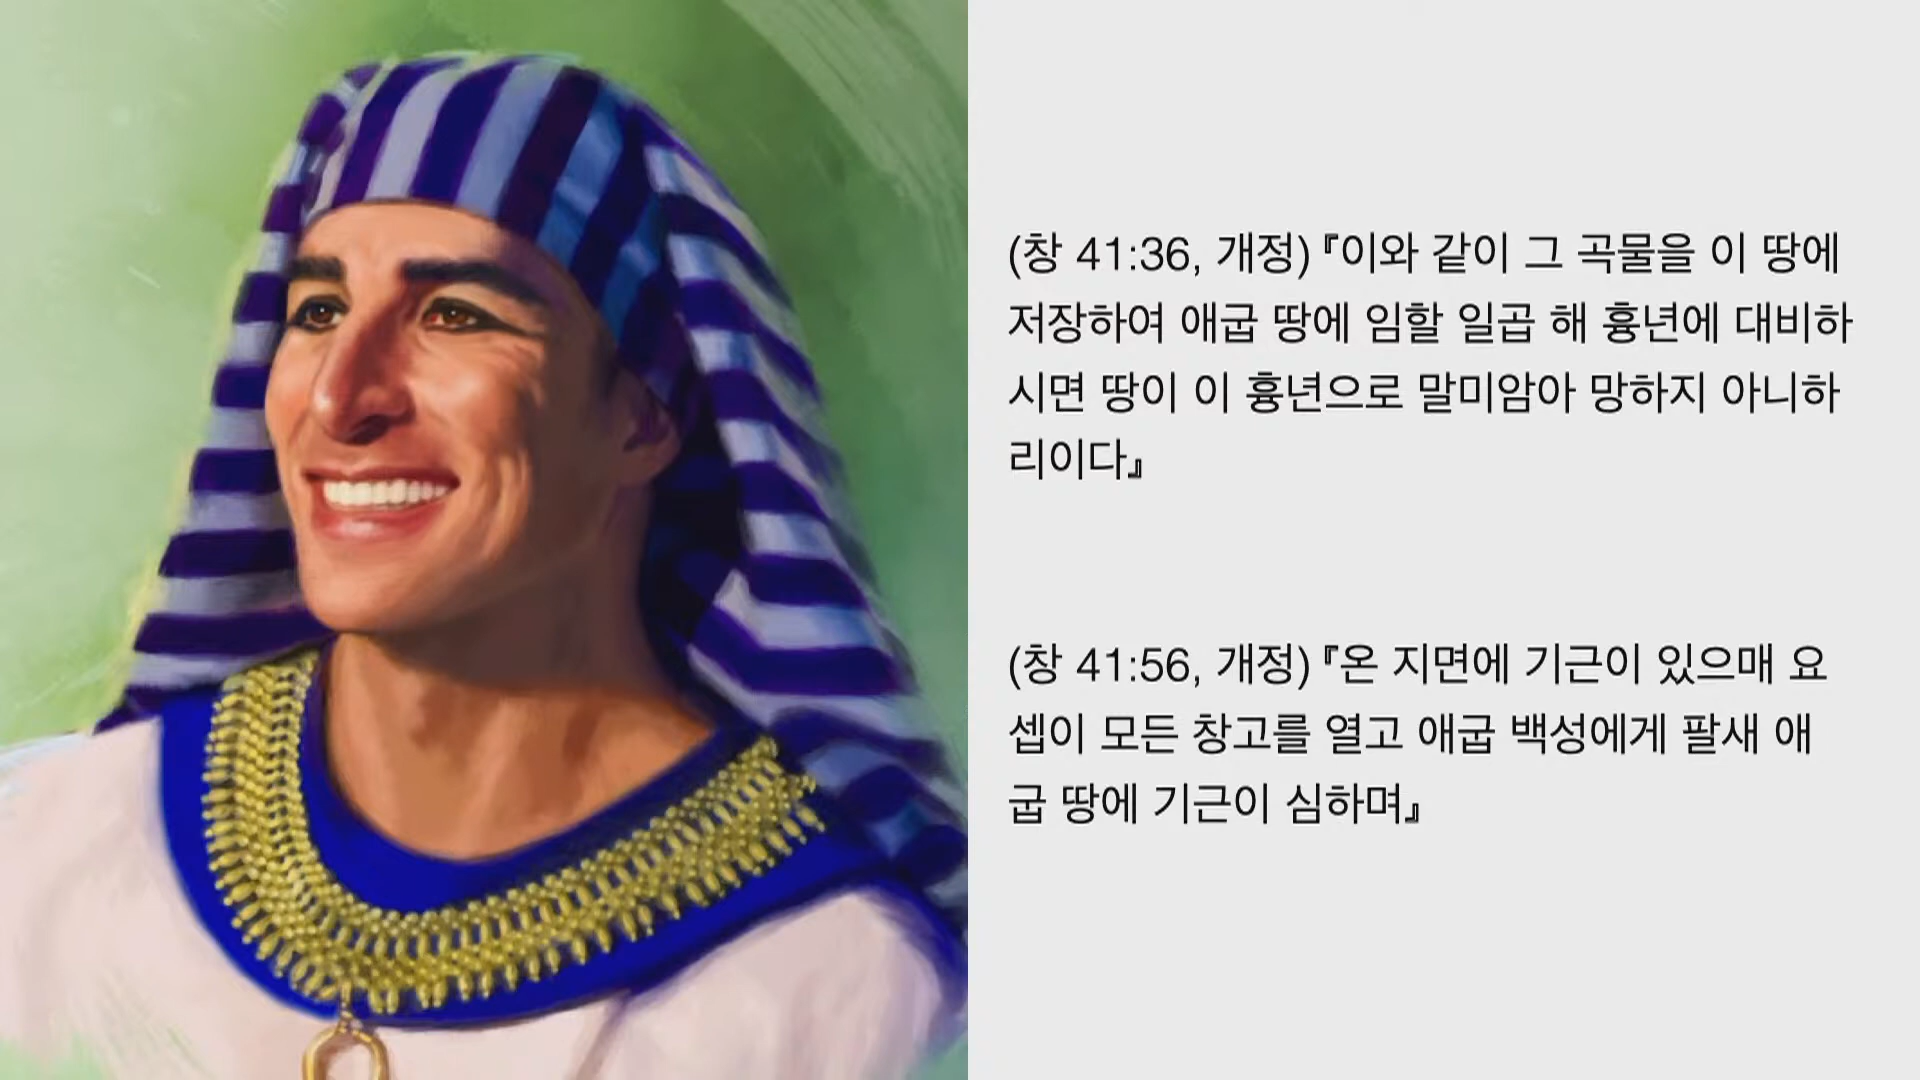 (창 41:36, 개정)『이와 같이 그 곡물을 이 땅에
저장하여 애굽 땅에 임할 일곱 해 흉년에 대비하
시면 땅이 이 흉년으로 말미암아 망하지 아니하
리이다』
(창 41:56, 개정)『온 지면에 기근이 있으매 요
셉이 모든 창고를 열고 애굽 백성에게 팔새 애
굽 땅에 기근이 심하며』